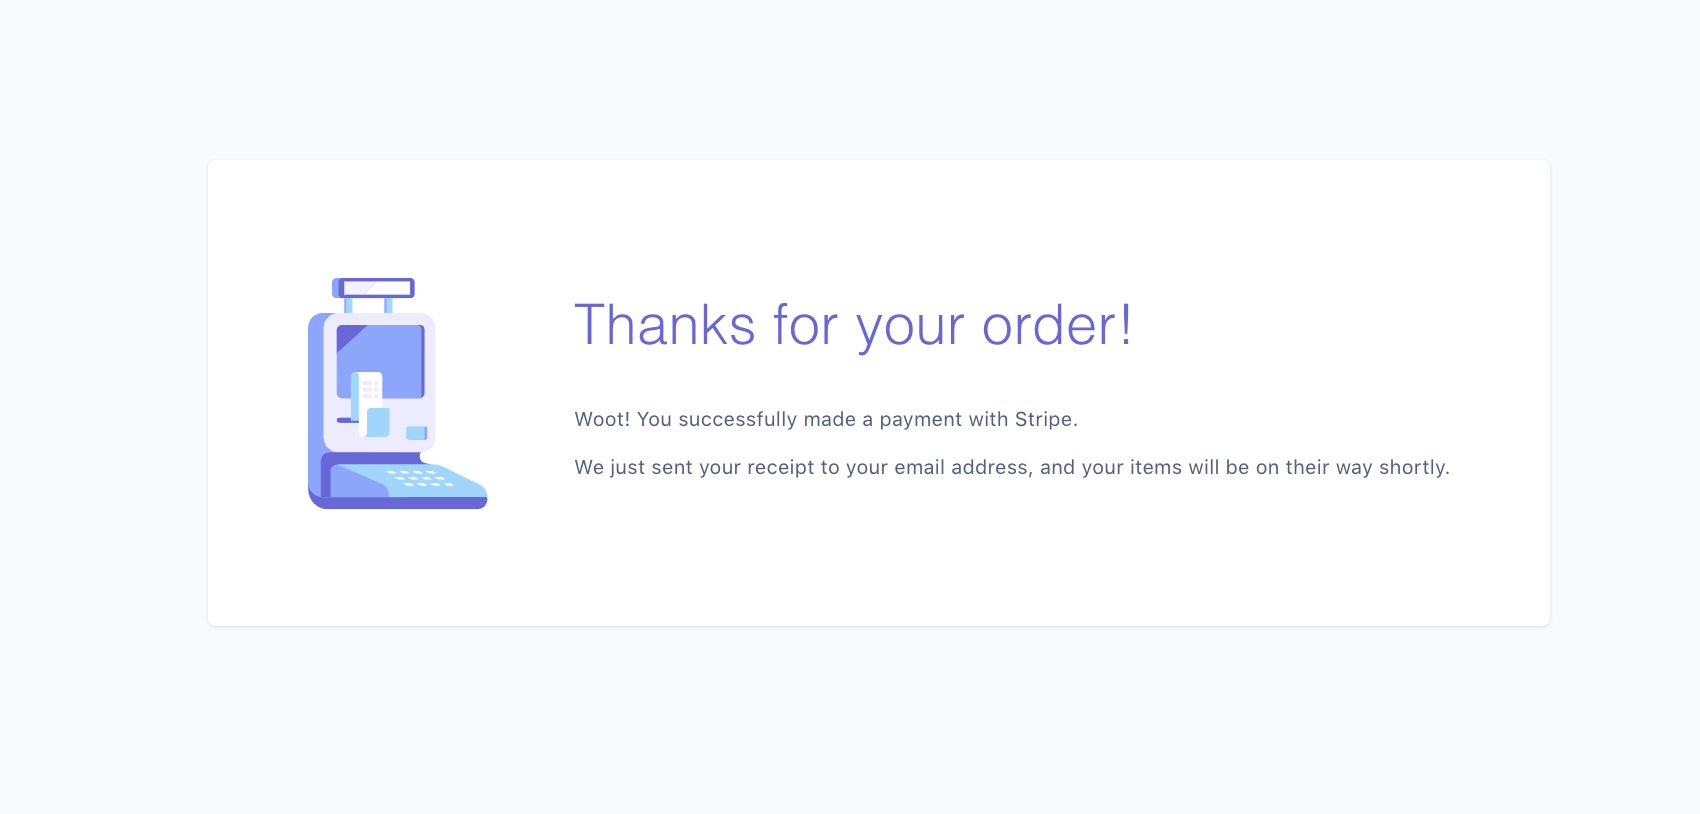 Thanks for your order!
Woot! You successfully made a payment with Stripe.
We just sent your receipt to your email address, and your items will be on their way shortly.